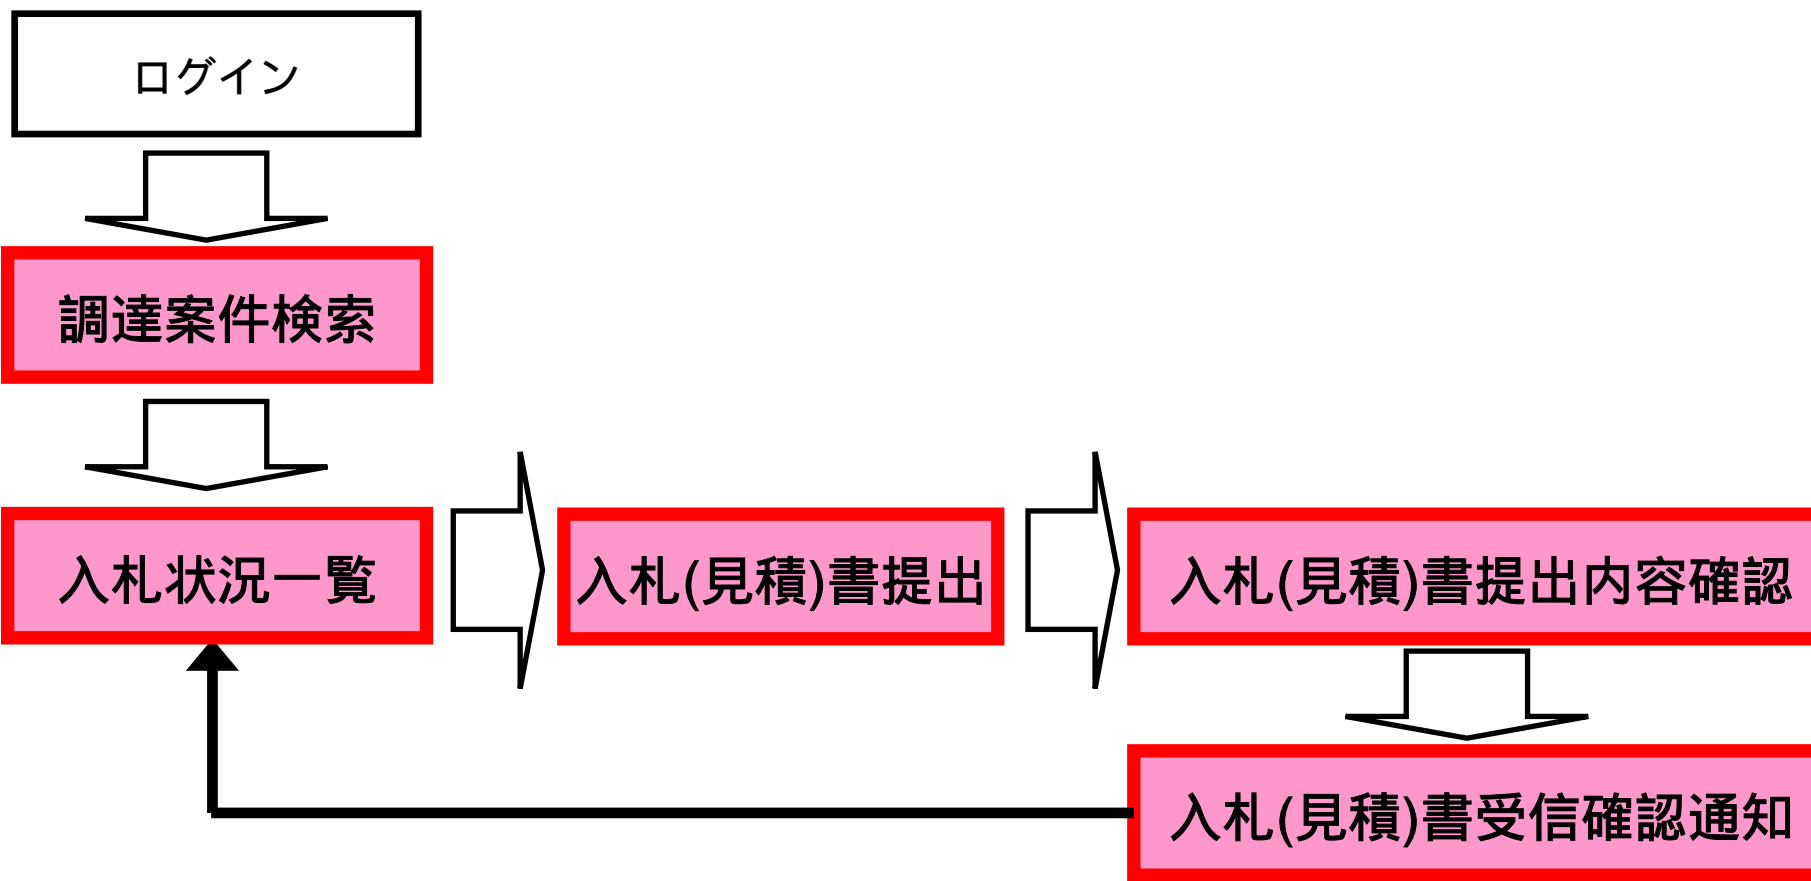 ログイン
調達案件検索
入札状況一覧
入札(見積)書提出
入札(見積)書提出内容確認
入札(見積)書受信確認通知